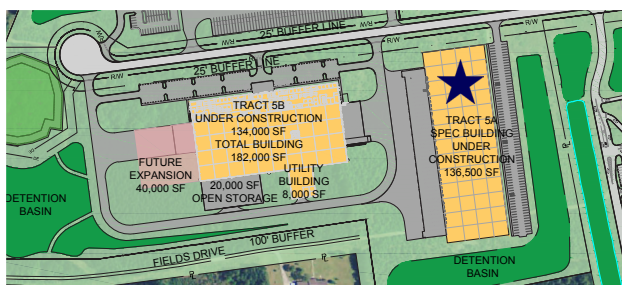 25' BUFFER LINE
R/W
R/W
R/W
R/W
25' BUFFER LINE
R/W
TRACT 5B
UNDER CONSTRUCTION
134,000 SF
TOTAL BUILDING
182,000 SF
TRACT 5A
SPEC BUILDING
UNDER
CONSTRUCTION
136,500 SF
FUTURE
EXPANSION
40,000 SF
UTILITY
BUILDING
8,000 SF
20,000 SF
OPEN STORAGE
DETENTION
BASIN
100' BUFFER
FIELDS DRIVE
DETENTION
BASIN